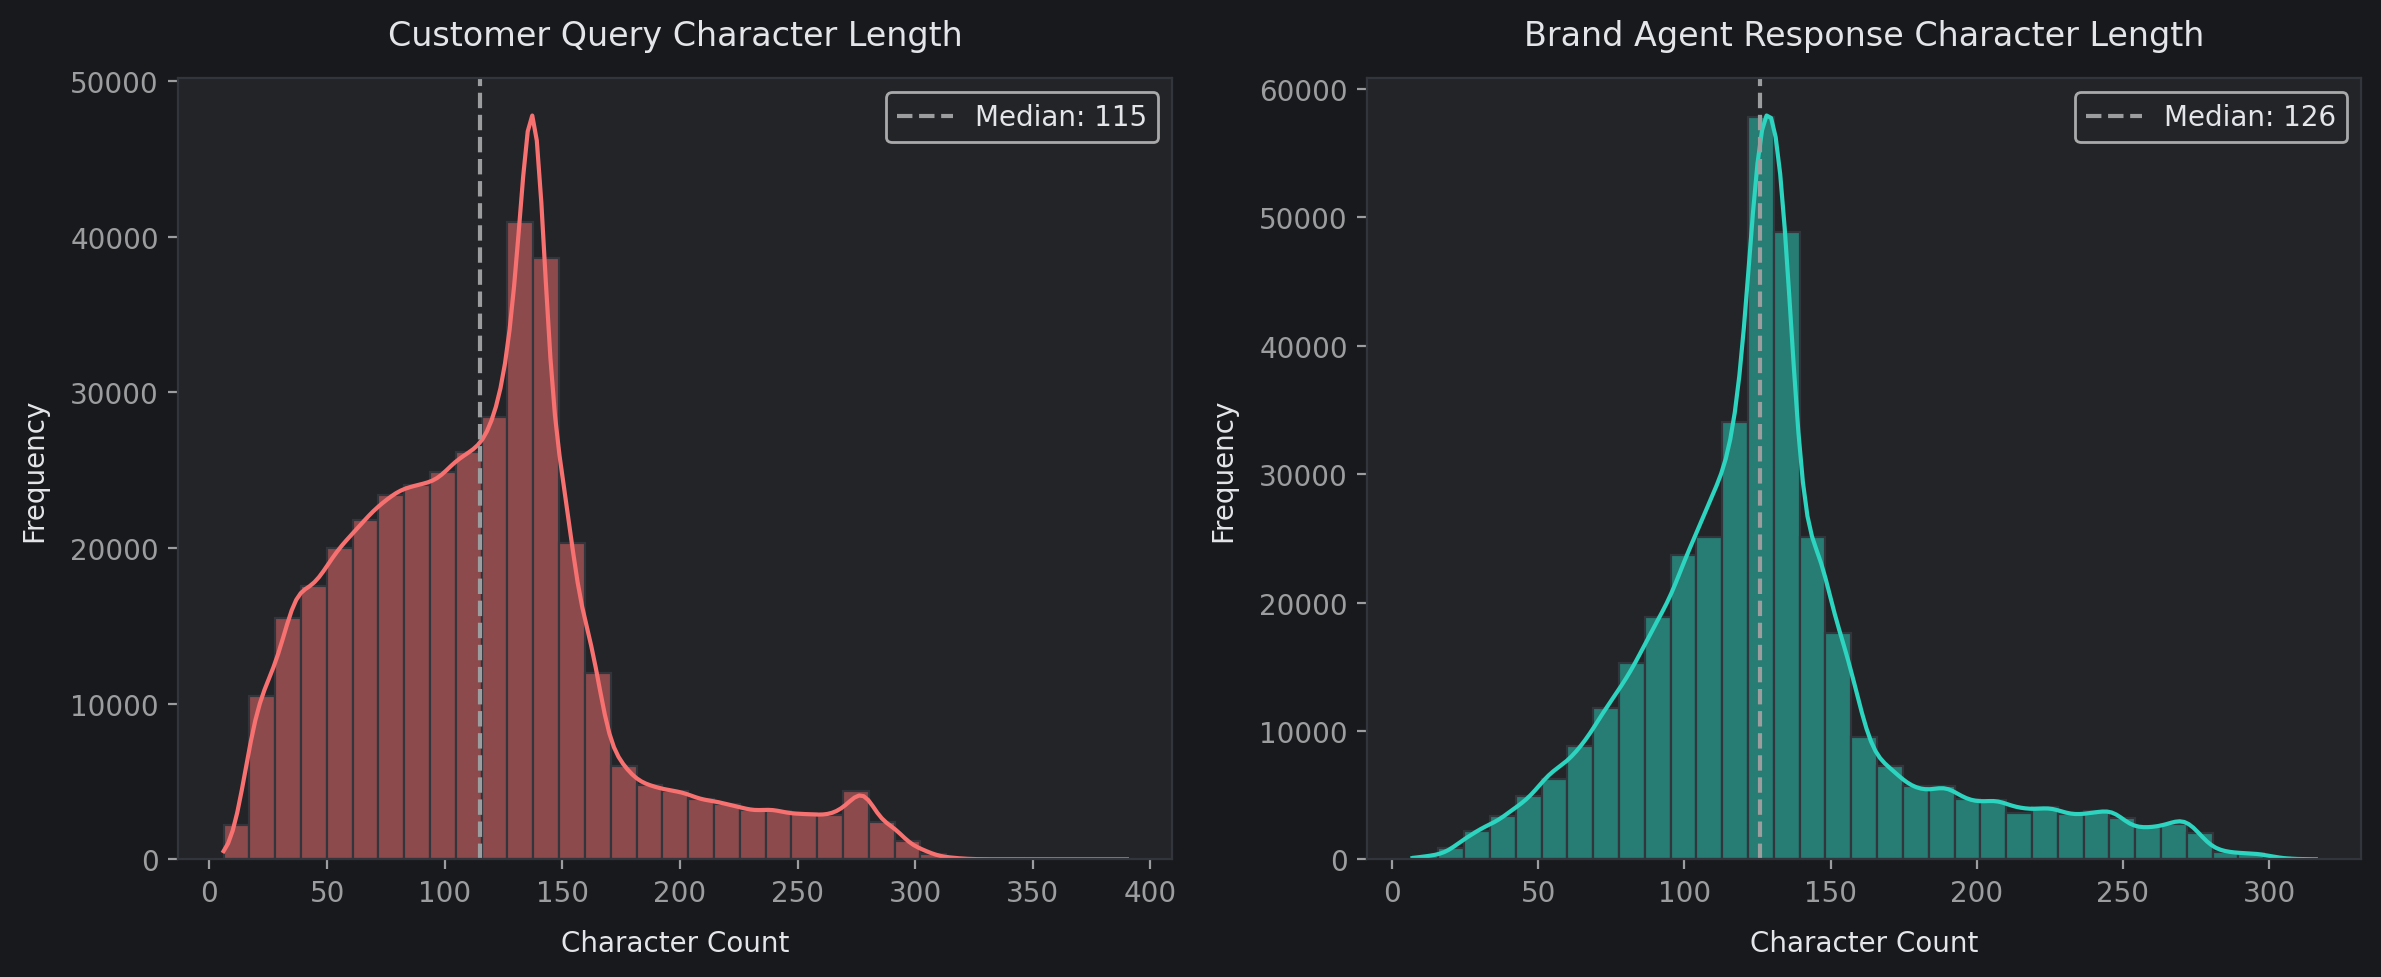 Customer Query Character Length
50000
40000
30000
20000
10000
0
Frequency
Median: 115
0 50 100 150 200 250 300 350 400
Character Count
Brand Agent Response Character Length
60000
50000
40000
30000
20000
10000
0
Frequency
Median: 126
0 50 100 150 200 250 300
Character Count